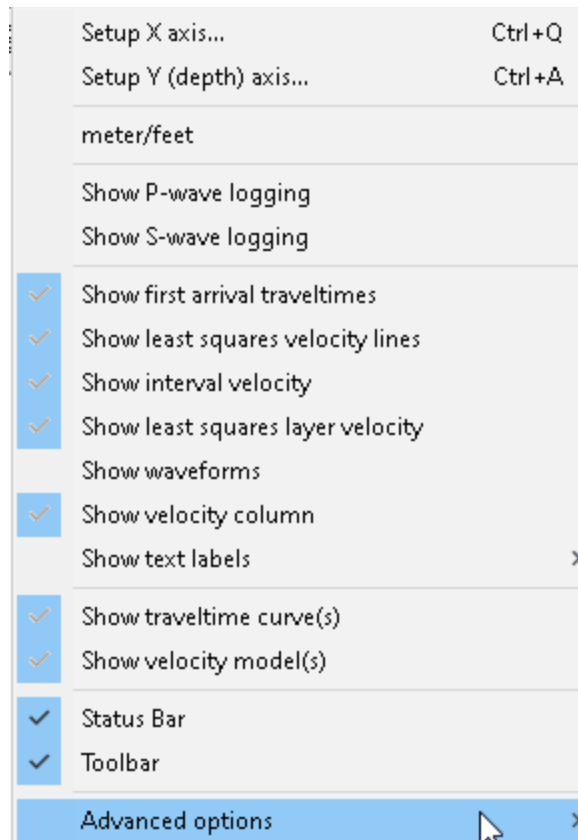 Setup X axis... Ctrl+Q
Setup Y (depth) axis... Ctrl+A
meter/feet
Show P-wave logging
Show S-wave logging
Show first arrival traveltimes
Show least squares velocity lines
Show interval velocity
Show least squares layer velocity
Show waveforms
Show velocity column
Show text labels
Show traveltime curve(s)
Show velocity model(s)
Status Bar
Toolbar
Advanced options